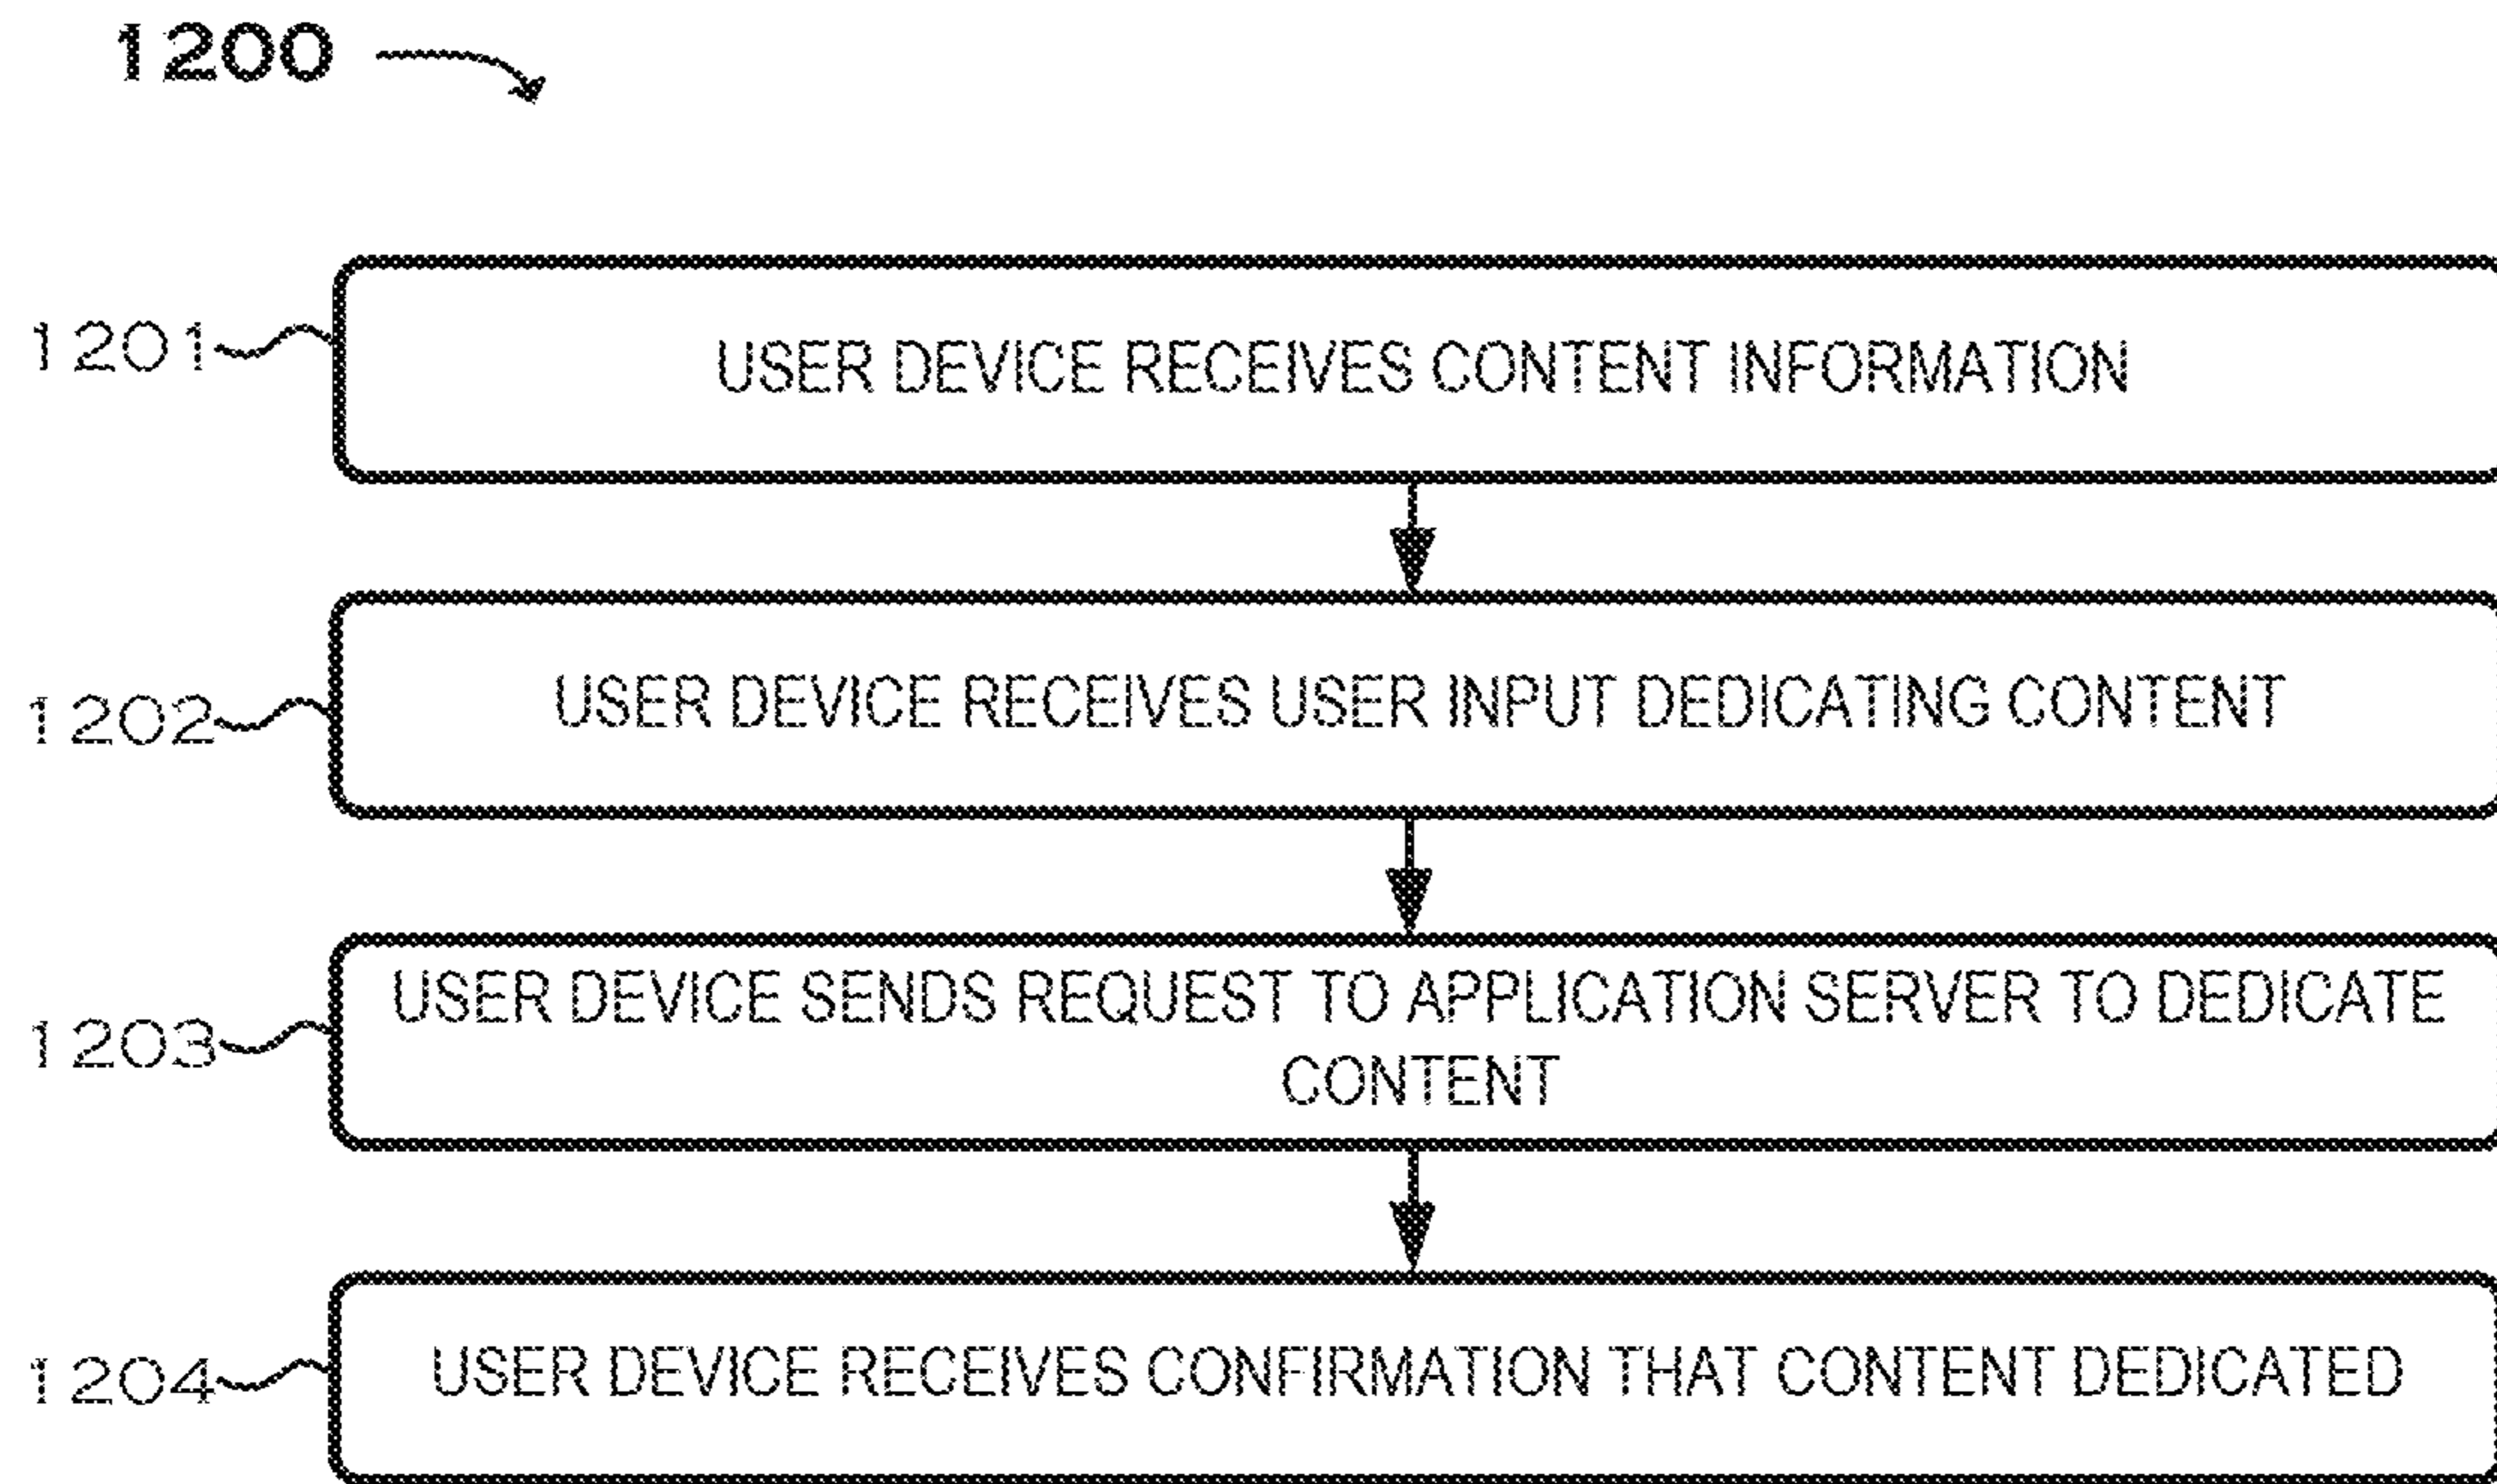 1200
1201
USER DEVICE RECEIVES CONTENT INFORMATION
1202
USER DEVICE RECEIVES USER INPUT DEDICATING CONTENT
1203
USER DEVICE SENDS REQUEST TO APPLICATION SERVER TO DEDICATE
CONTENT
1204
USER DEVICE RECEIVES CONFIRMATION THAT CONTENT DEDICATED